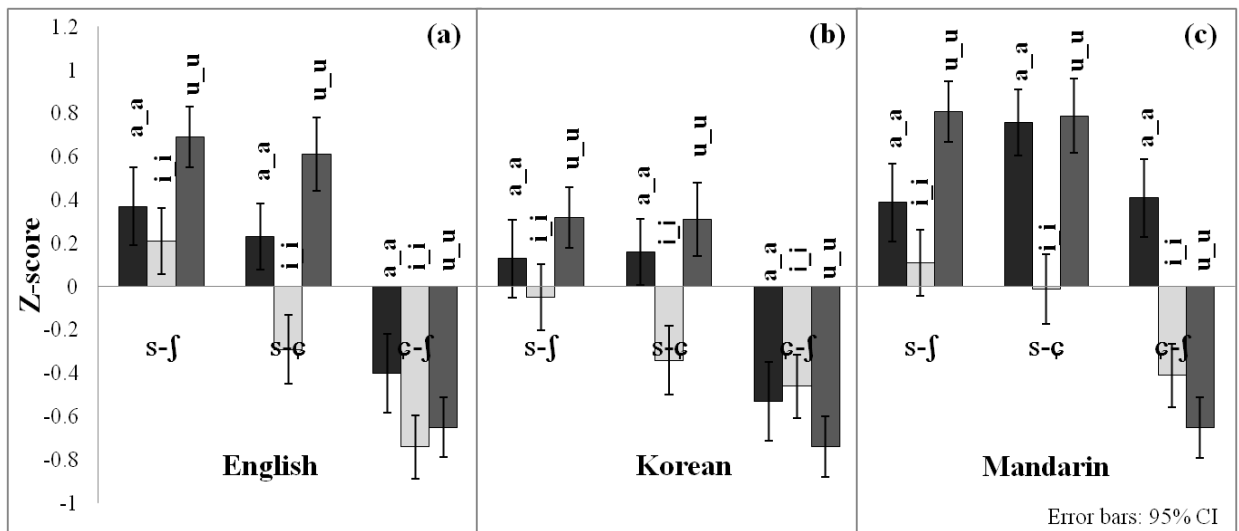 Z-score
1.2
1
0.8
0.6
0.4
0.2
0
-0.2
-0.4
-0.6
-0.8
-1
(a)
a_a
i_i
u_u
a_a
i_i
u_u
a_a
i_i
u_u
s-ʃ
s-ɕ
ɕ-ʃ
English
(b)
a_a
i_i
u_u
a_a
i_i
u_u
a_a
i_i
u_u
s-ʃ
s-ɕ
ɕ-ʃ
Korean
(c)
a_a
i_i
u_u
a_a
i_i
u_u
a_a
i_i
u_u
s-ʃ
s-ɕ
ɕ-ʃ
Mandarin
Error bars: 95% CI